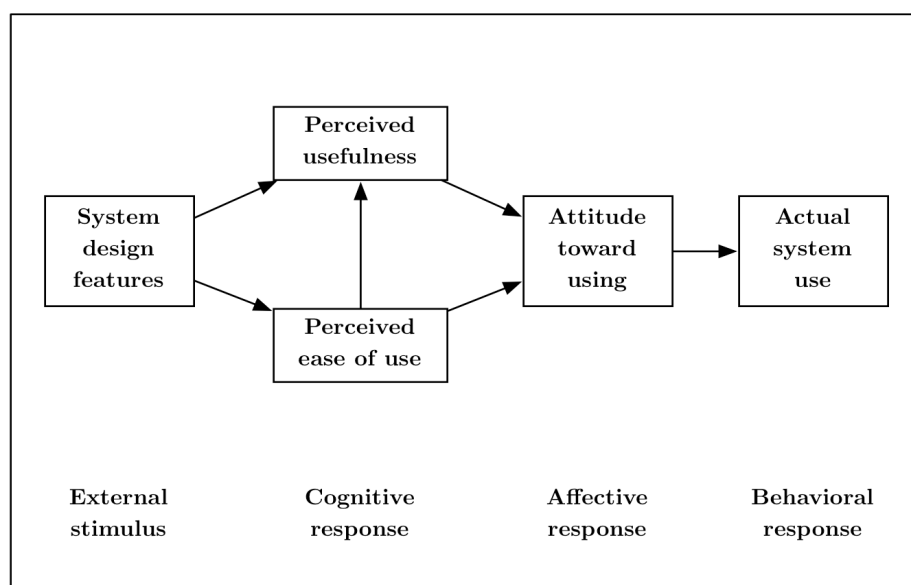 Perceived
usefulness
System
design
features
Attitude
toward
using
Actual
system
use
Perceived
ease of use
External
stimulus
Cognitive
response
Affective
response
Behavioral
response